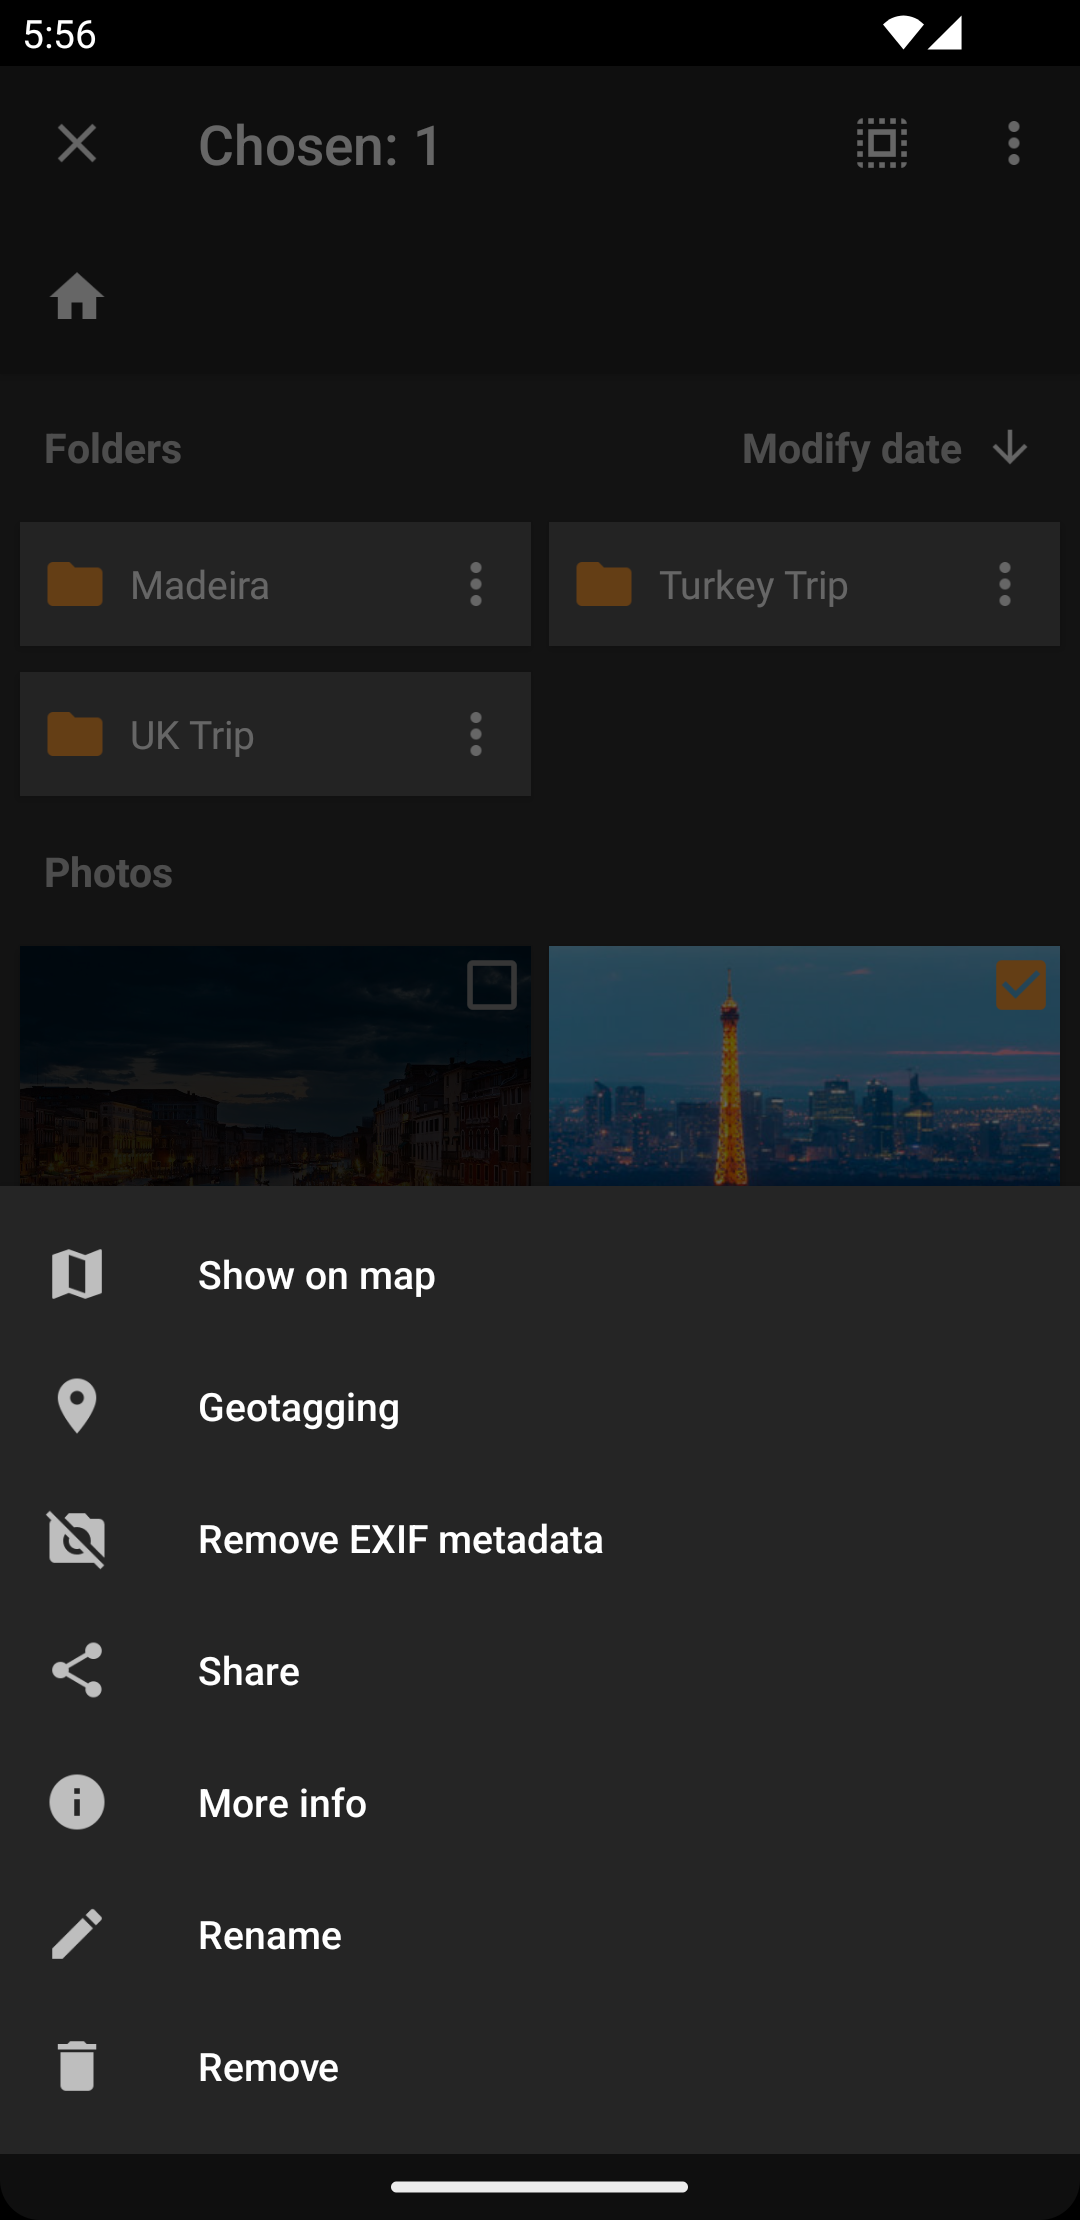 5:56
Chosen: 1
Folders
Modify date
Madeira
Turkey Trip
UK Trip
Photos
Show on map
Geotagging
Remove EXIF metadata
Share
More info
Rename
Remove